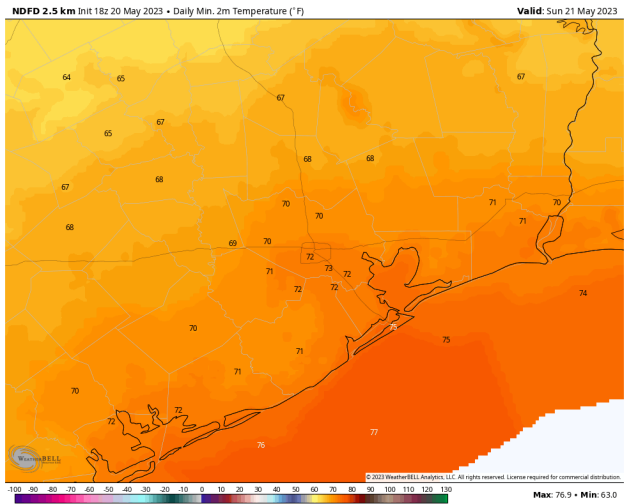 NDFD 2.5 km Init 18z 20 May 2023 • Daily Min. 2m Temperature (°F) Valid: Sun 21 May 2023
64 65 67
67
67
65
68 68
67 68
70 71 70
70 71
68
69 70
72
71 73 72
72 72
74
70 76 75
71
71
70
72 72
77
76
WeatherBELL
© 2023 WeatherBELL Analytics, LLC. All rights reserved. License required for commercial distribution.
-100 -90 -80 -70 -60 -50 -40 -30 -20 -10 0 10 20 30 40 50 60 70 80 90 100 110 120 130
Max: 76.9 • Min: 63.0